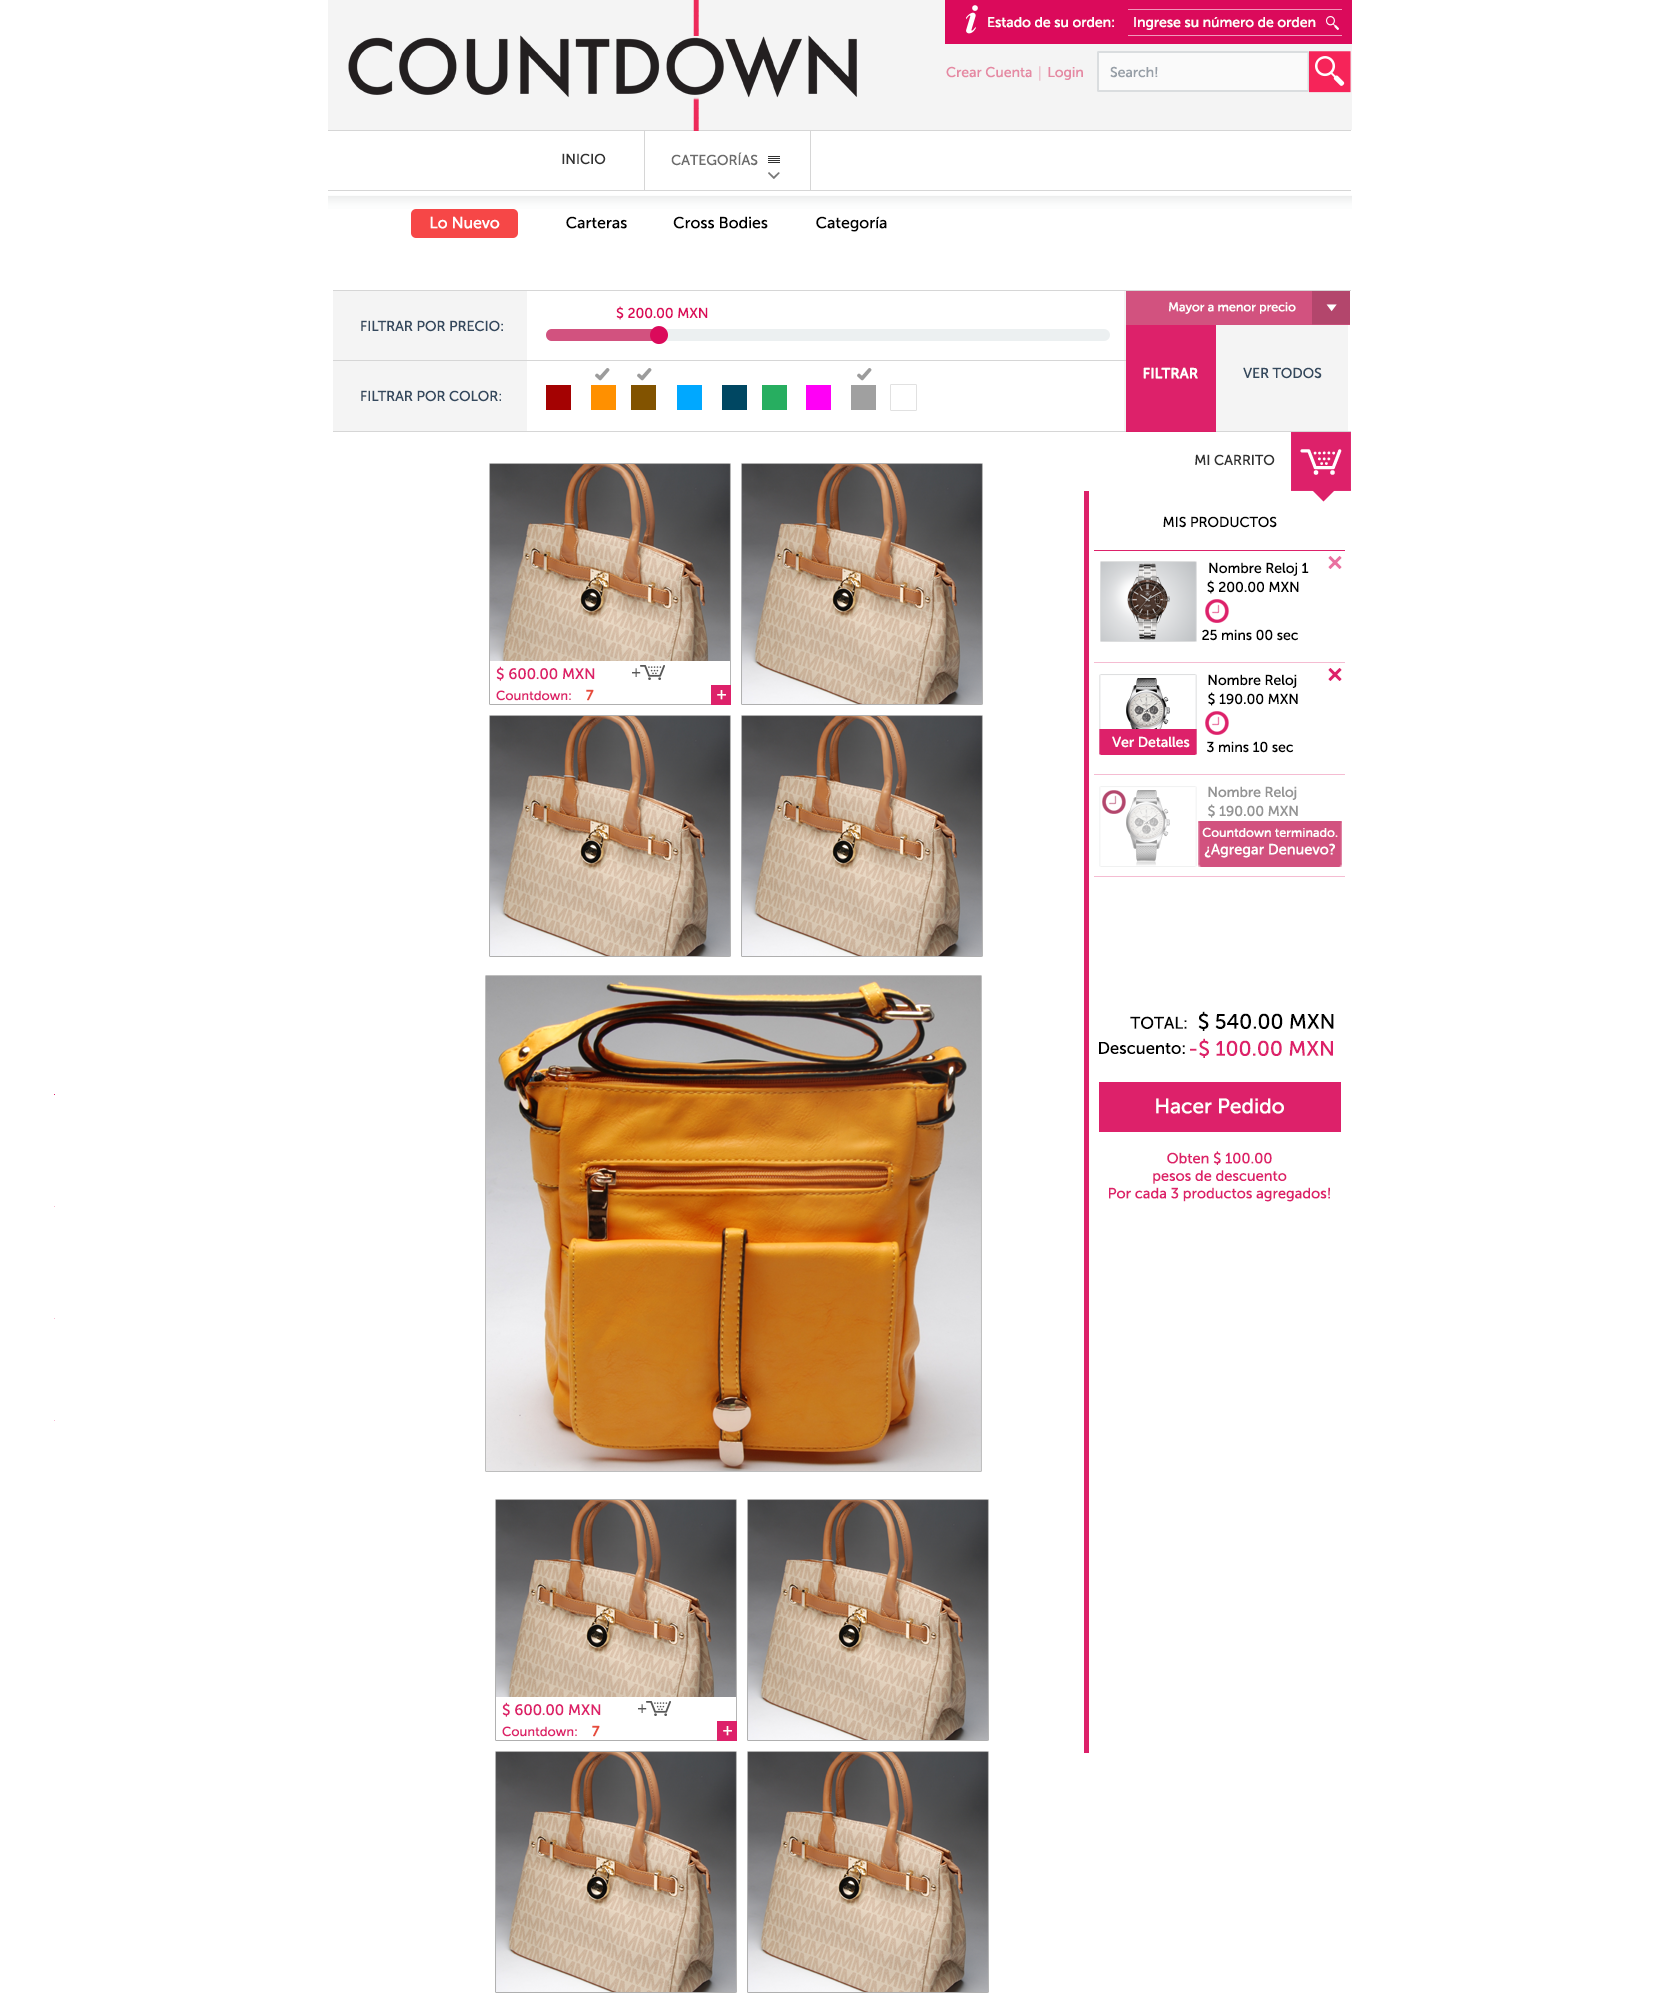 COUNTDOWN
i Estado de su orden: Ingrese su número de orden
Crear Cuenta | Login Search!
INICIO CATEGORÍAS
Lo Nuevo Carteras Cross Bodies Categoría
FILTRAR POR PRECIO:
$ 200.00 MXN
Mayor a menor precio
FILTRAR POR COLOR:
FILTRAR
VER TODOS
MI CARRITO
MIS PRODUCTOS
Nombre Reloj 1
$ 200.00 MXN
25 mins 00 sec
Nombre Reloj
$ 190.00 MXN
Ver Detalles
3 mins 10 sec
Nombre Reloj
$ 190.00 MXN
Countdown terminado.
¿Agregar Denuevo?
TOTAL: $ 540.00 MXN
Descuento: -$ 100.00 MXN
Hacer Pedido
Obten $ 100.00
pesos de descuento
Por cada 3 productos agregados!
$ 600.00 MXN +
Countdown: 7 +
$ 600.00 MXN +
Countdown: 7 +